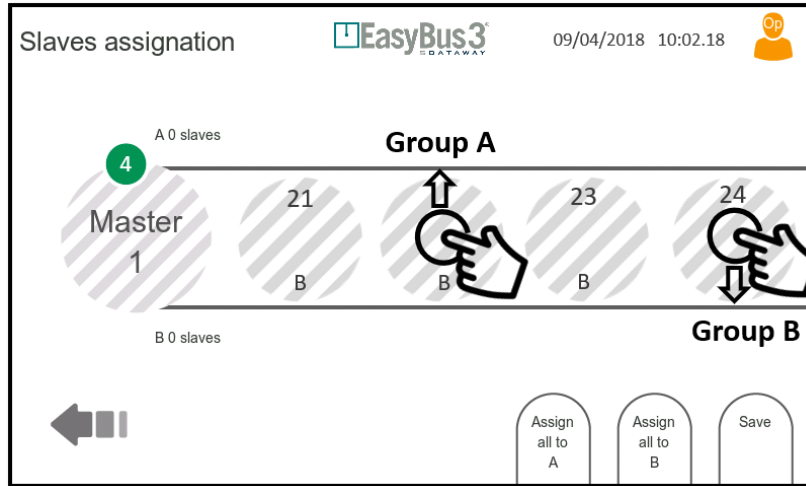 Slaves assignation
EasyBus3
DATAWAY
09/04/2018 10:02.18
Op
A 0 slaves
Group A
4
Master
1
21
B
B
23
B
24
B 0 slaves
Group B
Assign
all to
A
Assign
all to
B
Save